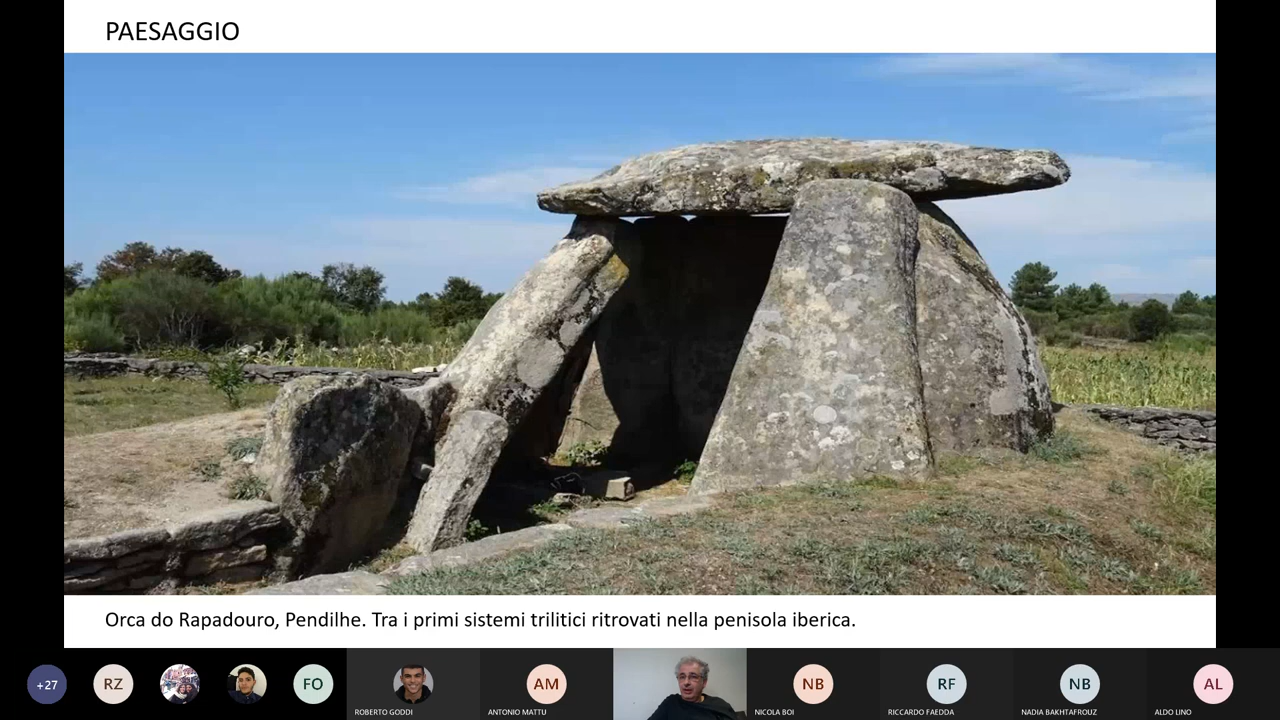 PAESAGGIO
Orca do Rapadouro, Pendilhe. Tra i primi sistemi trilitici ritrovati nella penisola iberica.
+27
RZ
FO
ROBERTO GODDI
AM
ANTONIO MATTU
NB
NICOLA BOI
RF
RICCARDO FAEDDA
NB
NADIA BAKHTAFROUZ
AL
ALDO LINO